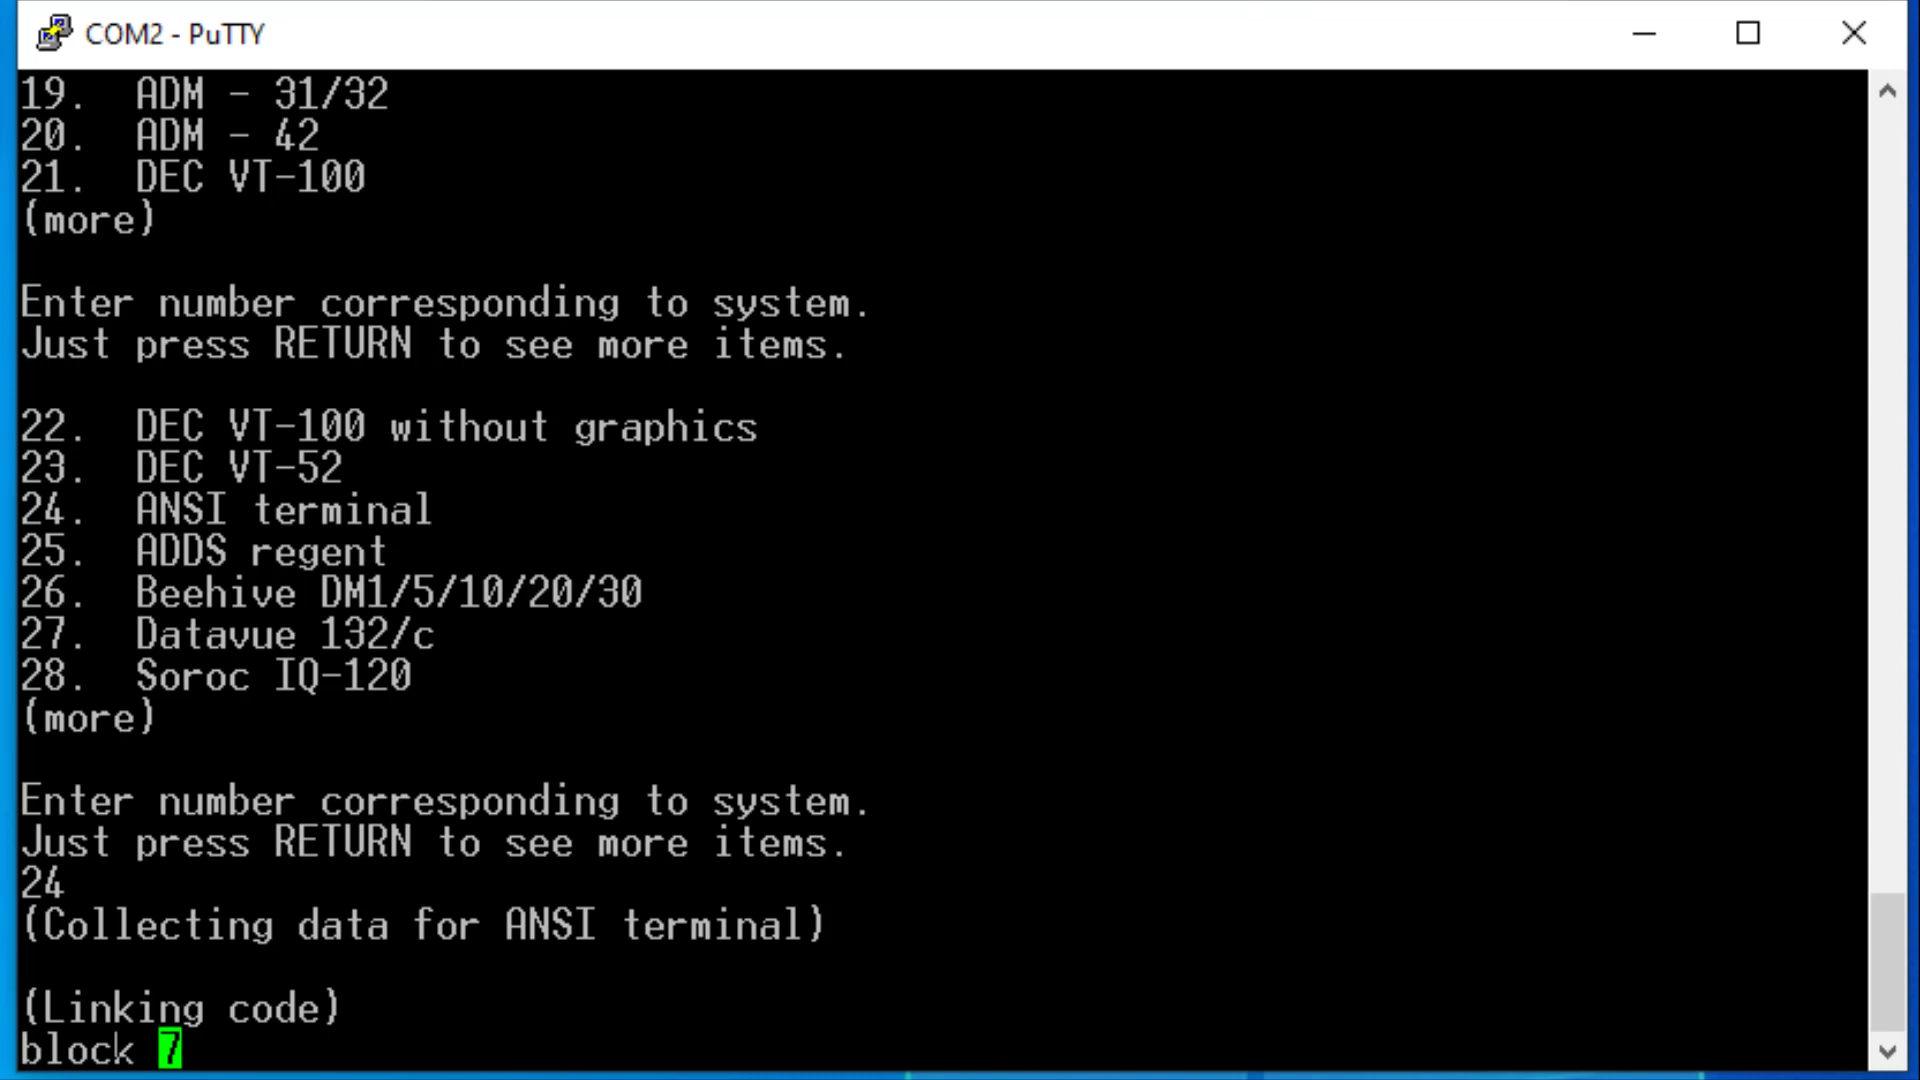 COM2 - PuTTY
19.  ADM - 31/32
20.  ADM - 42
21.  DEC VT-100
(more)
Enter number corresponding to system.
Just press RETURN to see more items.
22.  DEC VT-100 without graphics
23.  DEC VT-52
24.  ANSI terminal
25.  ADDS regent
26.  Beehive DM1/5/10/20/30
27.  Datavue 132/c
28.  Soroc IQ-120
(more)
Enter number corresponding to system.
Just press RETURN to see more items.
24
(Collecting data for ANSI terminal)
(Linking code)
block 7